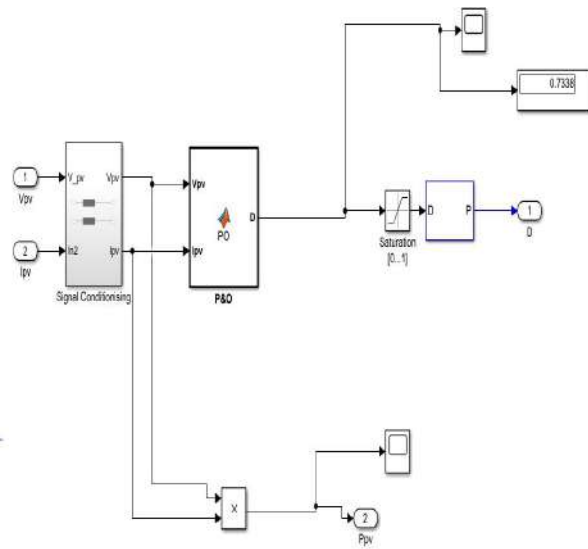 0.7338
1
Vpv
V_pv
Vpv
2
Ipv
In2
Ipv
Signal Conditionising
Vpv
Ipv
PO
D
P&O
Saturation
[0...1]
D
P
1
D
X
2
Ppv